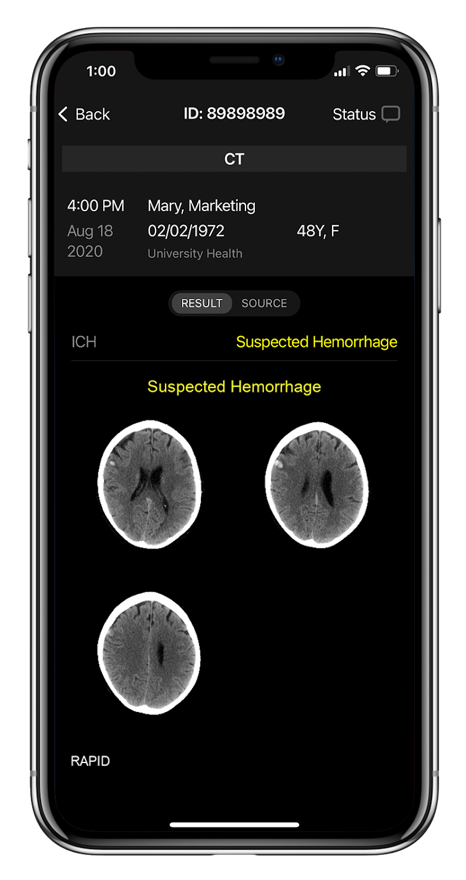 1:00
Back ID: 89898989 Status
CT
4:00 PM Mary, Marketing
Aug 18 02/02/1972 48Y, F
2020 University Health
RESULT SOURCE
ICH Suspected Hemorrhage
Suspected Hemorrhage
RAPID